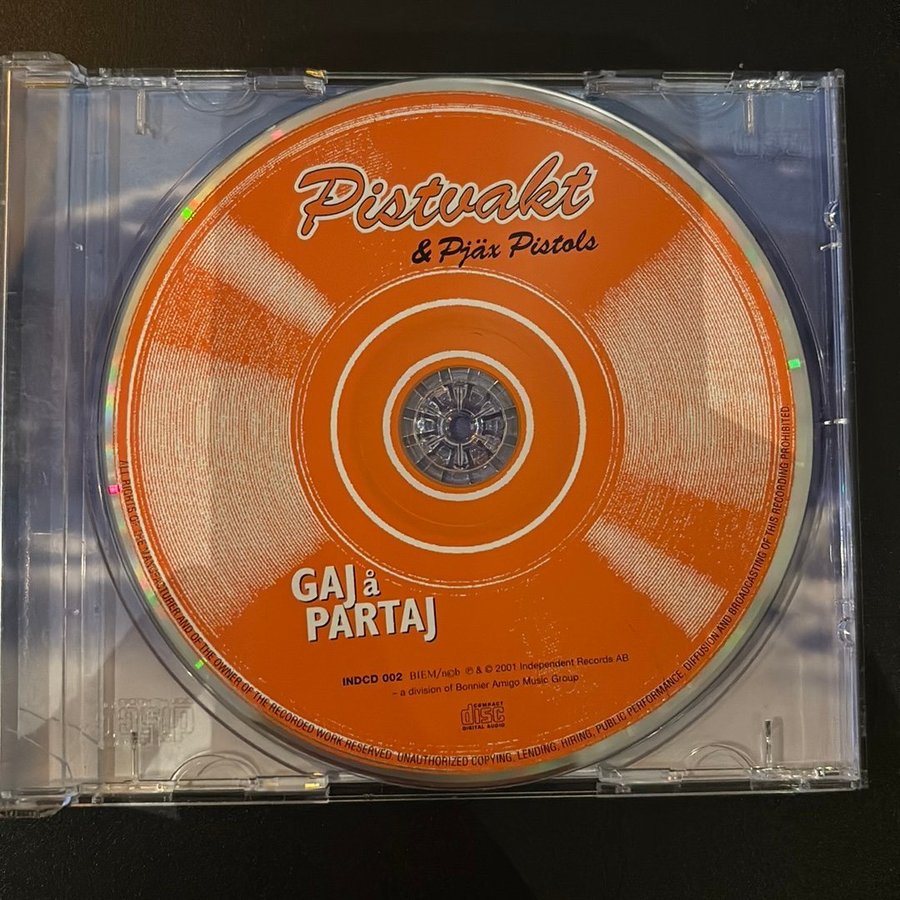 Pistvakt
& Pjäx Pistols
GAJ å
PARTAJ
INDCD 002 BIEM/n©b ℗ & © 2001 Independent Records AB
– a division of Bonnier Amigo Music Group
COMPACT
disc
DIGITAL AUDIO
ALL RIGHTS OF THE MANUFACTURER AND OF THE OWNER OF THE RECORDED WORK RESERVED. UNAUTHORIZED COPYING, LENDING, HIRING, PUBLIC PERFORMANCE, DIFFUSION AND BROADCASTING OF THIS RECORDING PROHIBITED.